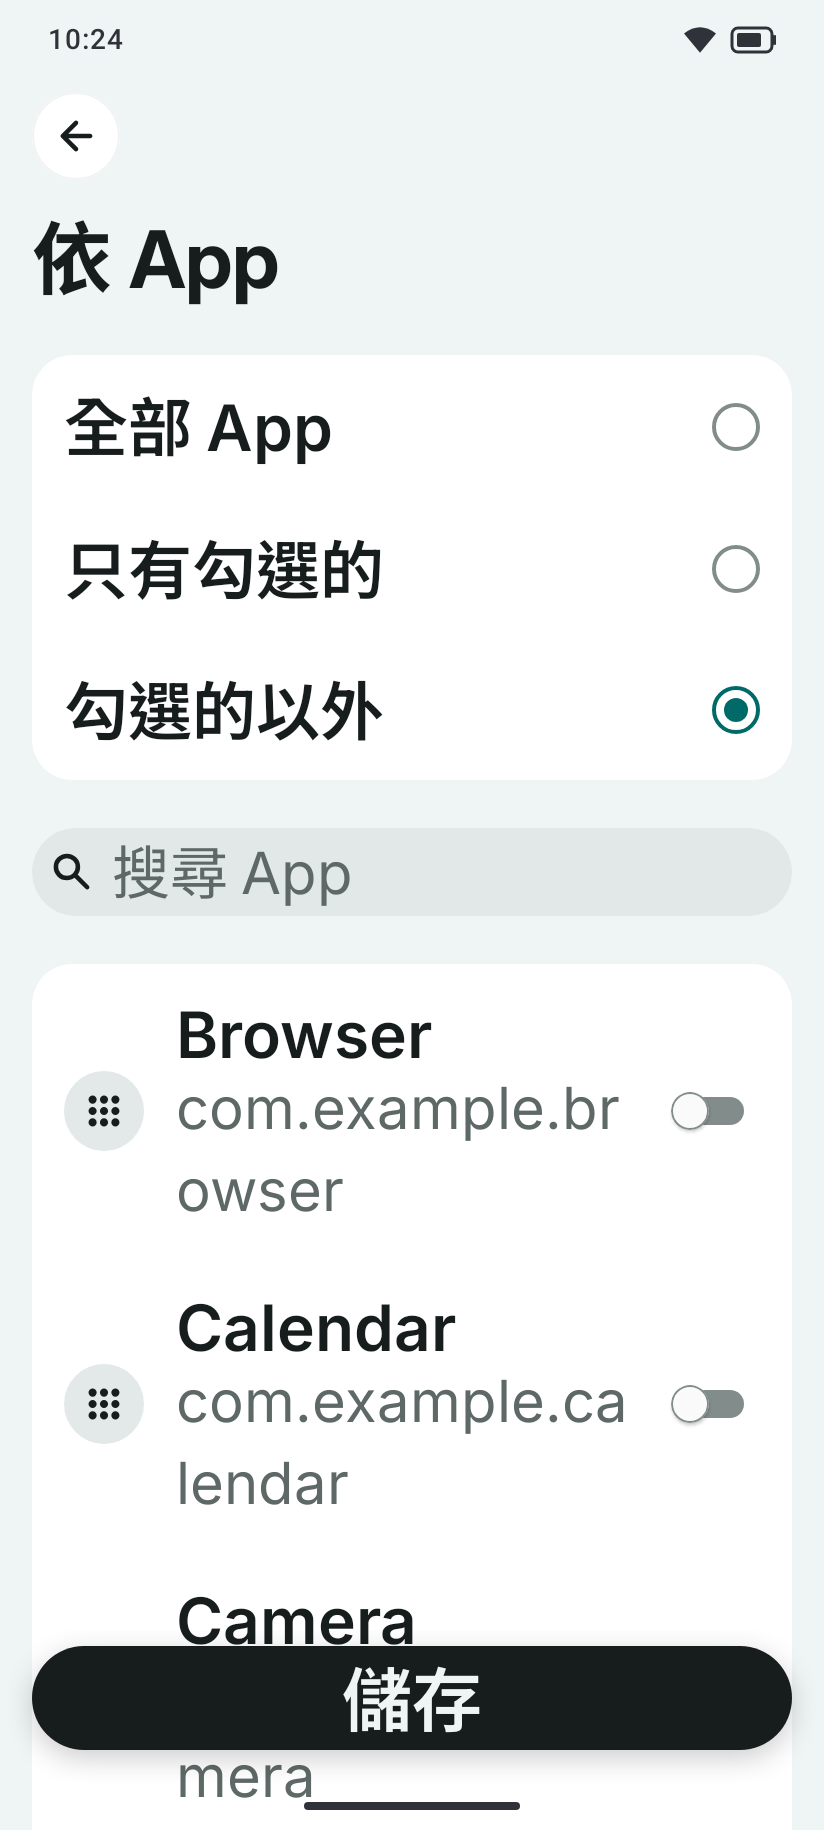 10:24
依 App
全部 App
只有勾選的
勾選的以外
搜尋 App
Browser
com.example.br
owser
Calendar
com.example.ca
lendar
Camera
儲存
mera